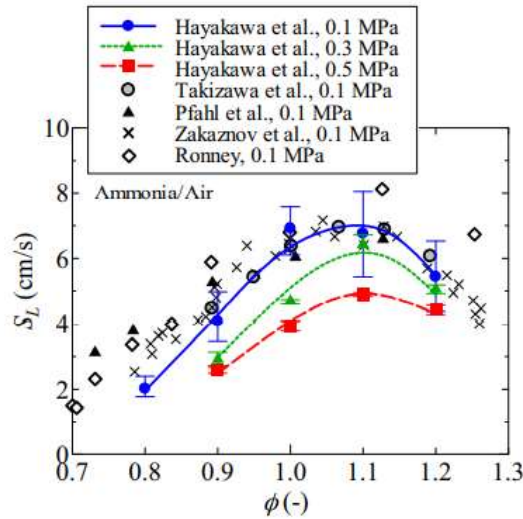 Hayakawa et al., 0.1 MPa
Hayakawa et al., 0.3 MPa
Hayakawa et al., 0.5 MPa
Takizawa et al., 0.1 MPa
Pfahl et al., 0.1 MPa
Zakaznov et al., 0.1 MPa
Ronney, 0.1 MPa
Ammonia/Air
S_L (cm/s)
10
8
6
4
2
0
0.7 0.8 0.9 1.0 1.1 1.2 1.3
ϕ (-)